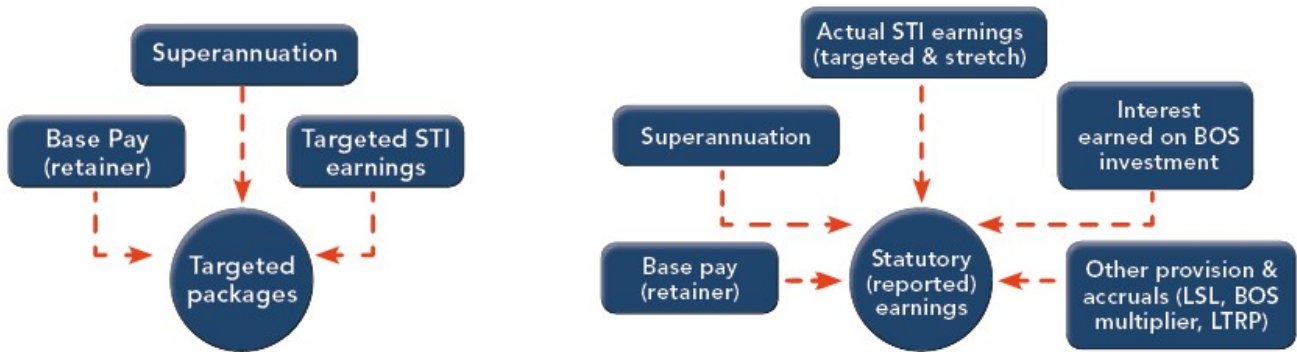 Superannuation
Base Pay
(retainer)
Targeted STI
earnings
Targeted
packages
Actual STI earnings
(targeted & stretch)
Superannuation
Interest
earned on BOS
investment
Base pay
(retainer)
Statutory
(reported)
earnings
Other provision &
accruals (LSL, BOS
multiplier, LTRP)